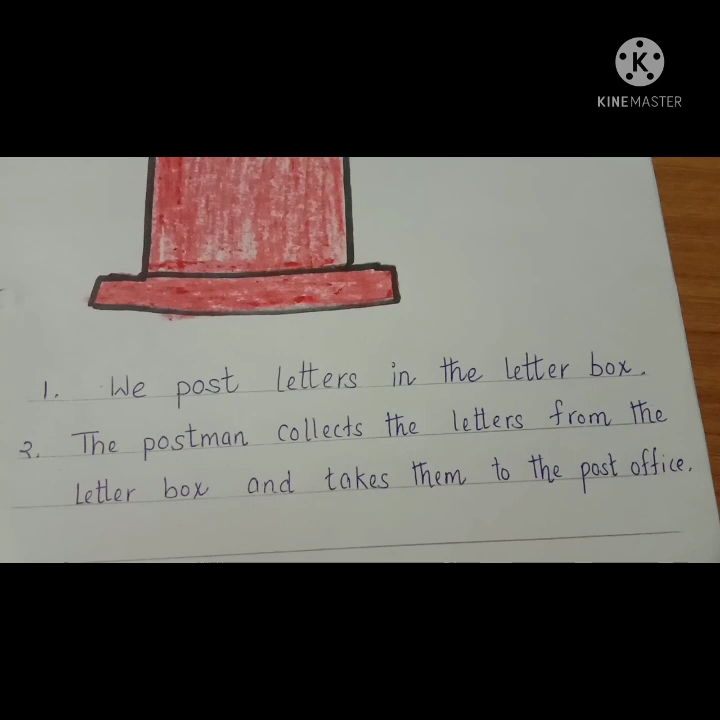 K
KINEMASTER
1. We post letters in the letter box.
2. The postman collects the letters from the
letter box and takes them to the post office.